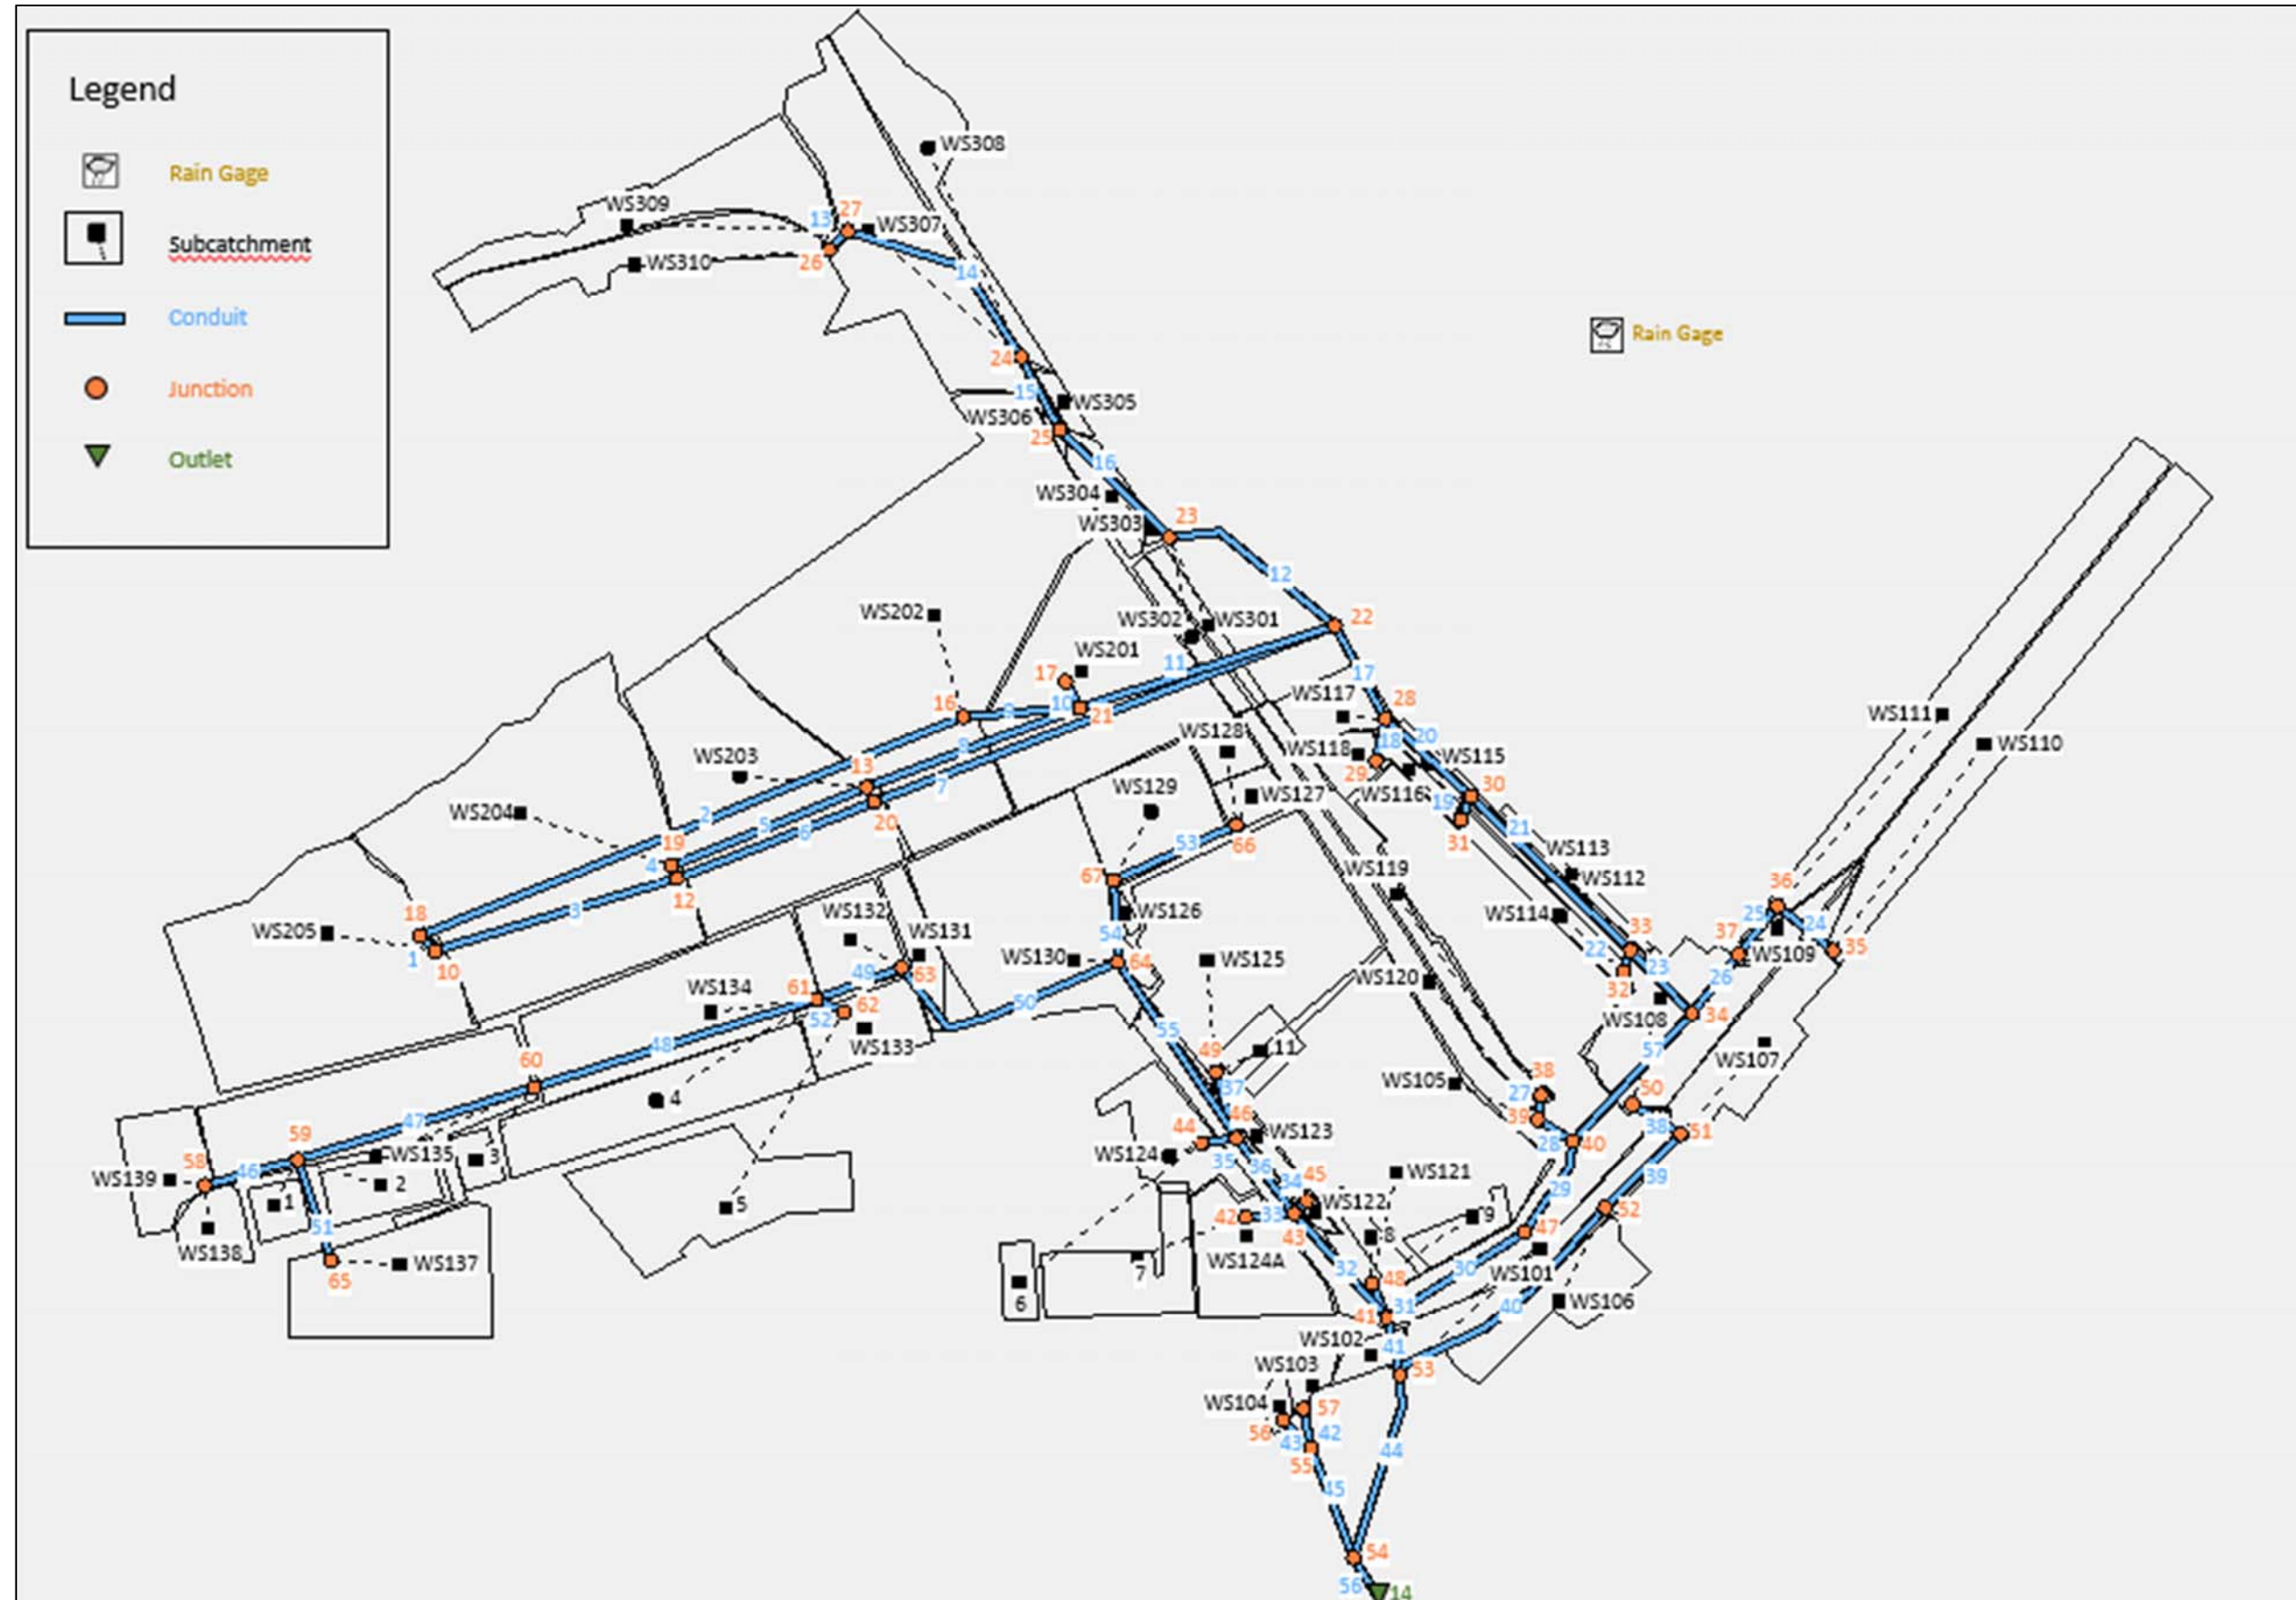 Legend
Rain Gage
Subcatchment
Conduit
Junction
Outlet
WS308
WS309
13
27
WS307
26
WS310
14
Rain Gage
24
15
WS305
WS306
25
16
WS304
WS303
23
12
WS202
WS302
WS301
22
WS201
11
17
17
WS117
16
9
10
21
28
WS111
WS128
WS118
18
20
WS110
8
WS203
13
WS115
29
30
7
WS129
WS127
WS116
19
2
WS204
5
6
20
21
19
53
66
31
WS113
4
67
WS119
WS112
36
12
3
WS132
WS126
WS114
25
24
18
WS205
WS131
54
33
37
35
1
10
WS130
64
WS125
22
23
WS109
49
63
WS120
26
61
62
WS134
50
32
52
WS108
34
55
48
WS133
49
11
57
WS107
60
WS105
38
37
27
50
4
47
46
39
38
51
59
44
WS123
28
40
WS135
3
WS124
35
36
58
46
WS139
2
34
45
WS121
39
29
1
5
WS122
9
52
51
42
33
47
WS138
43
8
WS124A
WS137
7
32
30
WS101
65
48
6
31
40
WS106
41
WS102
41
WS103
53
WS104
57
56
43
42
44
55
45
54
56
14